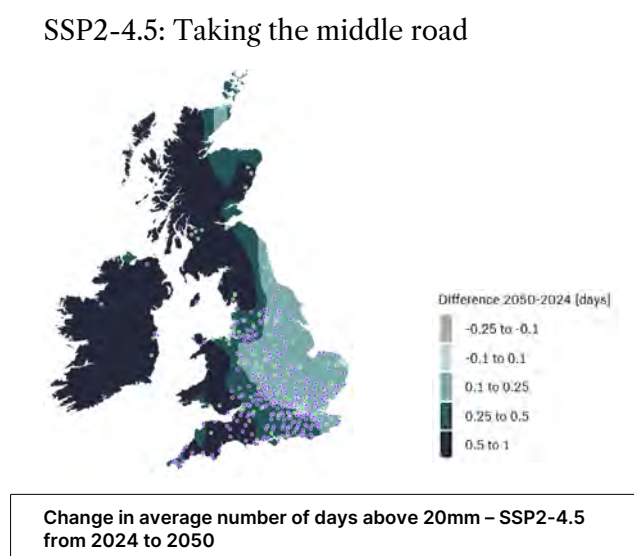 SSP2-4.5: Taking the middle road
Difference 2050-2024 [days]
-0.25 to -0.1
-0.1 to 0.1
0.1 to 0.25
0.25 to 0.5
0.5 to 1
Change in average number of days above 20mm – SSP2-4.5
from 2024 to 2050